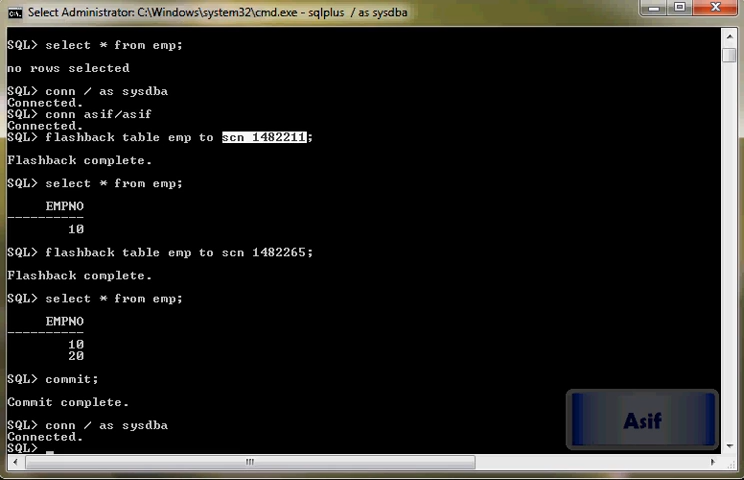 Select Administrator: C:\Windows\system32\cmd.exe - sqlplus / as sysdba
SQL> select * from emp;
no rows selected
SQL> conn / as sysdba
Connected.
SQL> conn asif/asif
Connected.
SQL> flashback table emp to scn 1482211;
Flashback complete.
SQL> select * from emp;
EMPNO
----------
10
SQL> flashback table emp to scn 1482265;
Flashback complete.
SQL> select * from emp;
EMPNO
----------
10
20
SQL> commit;
Commit complete.
SQL> conn / as sysdba
Connected.
SQL> _
Asif